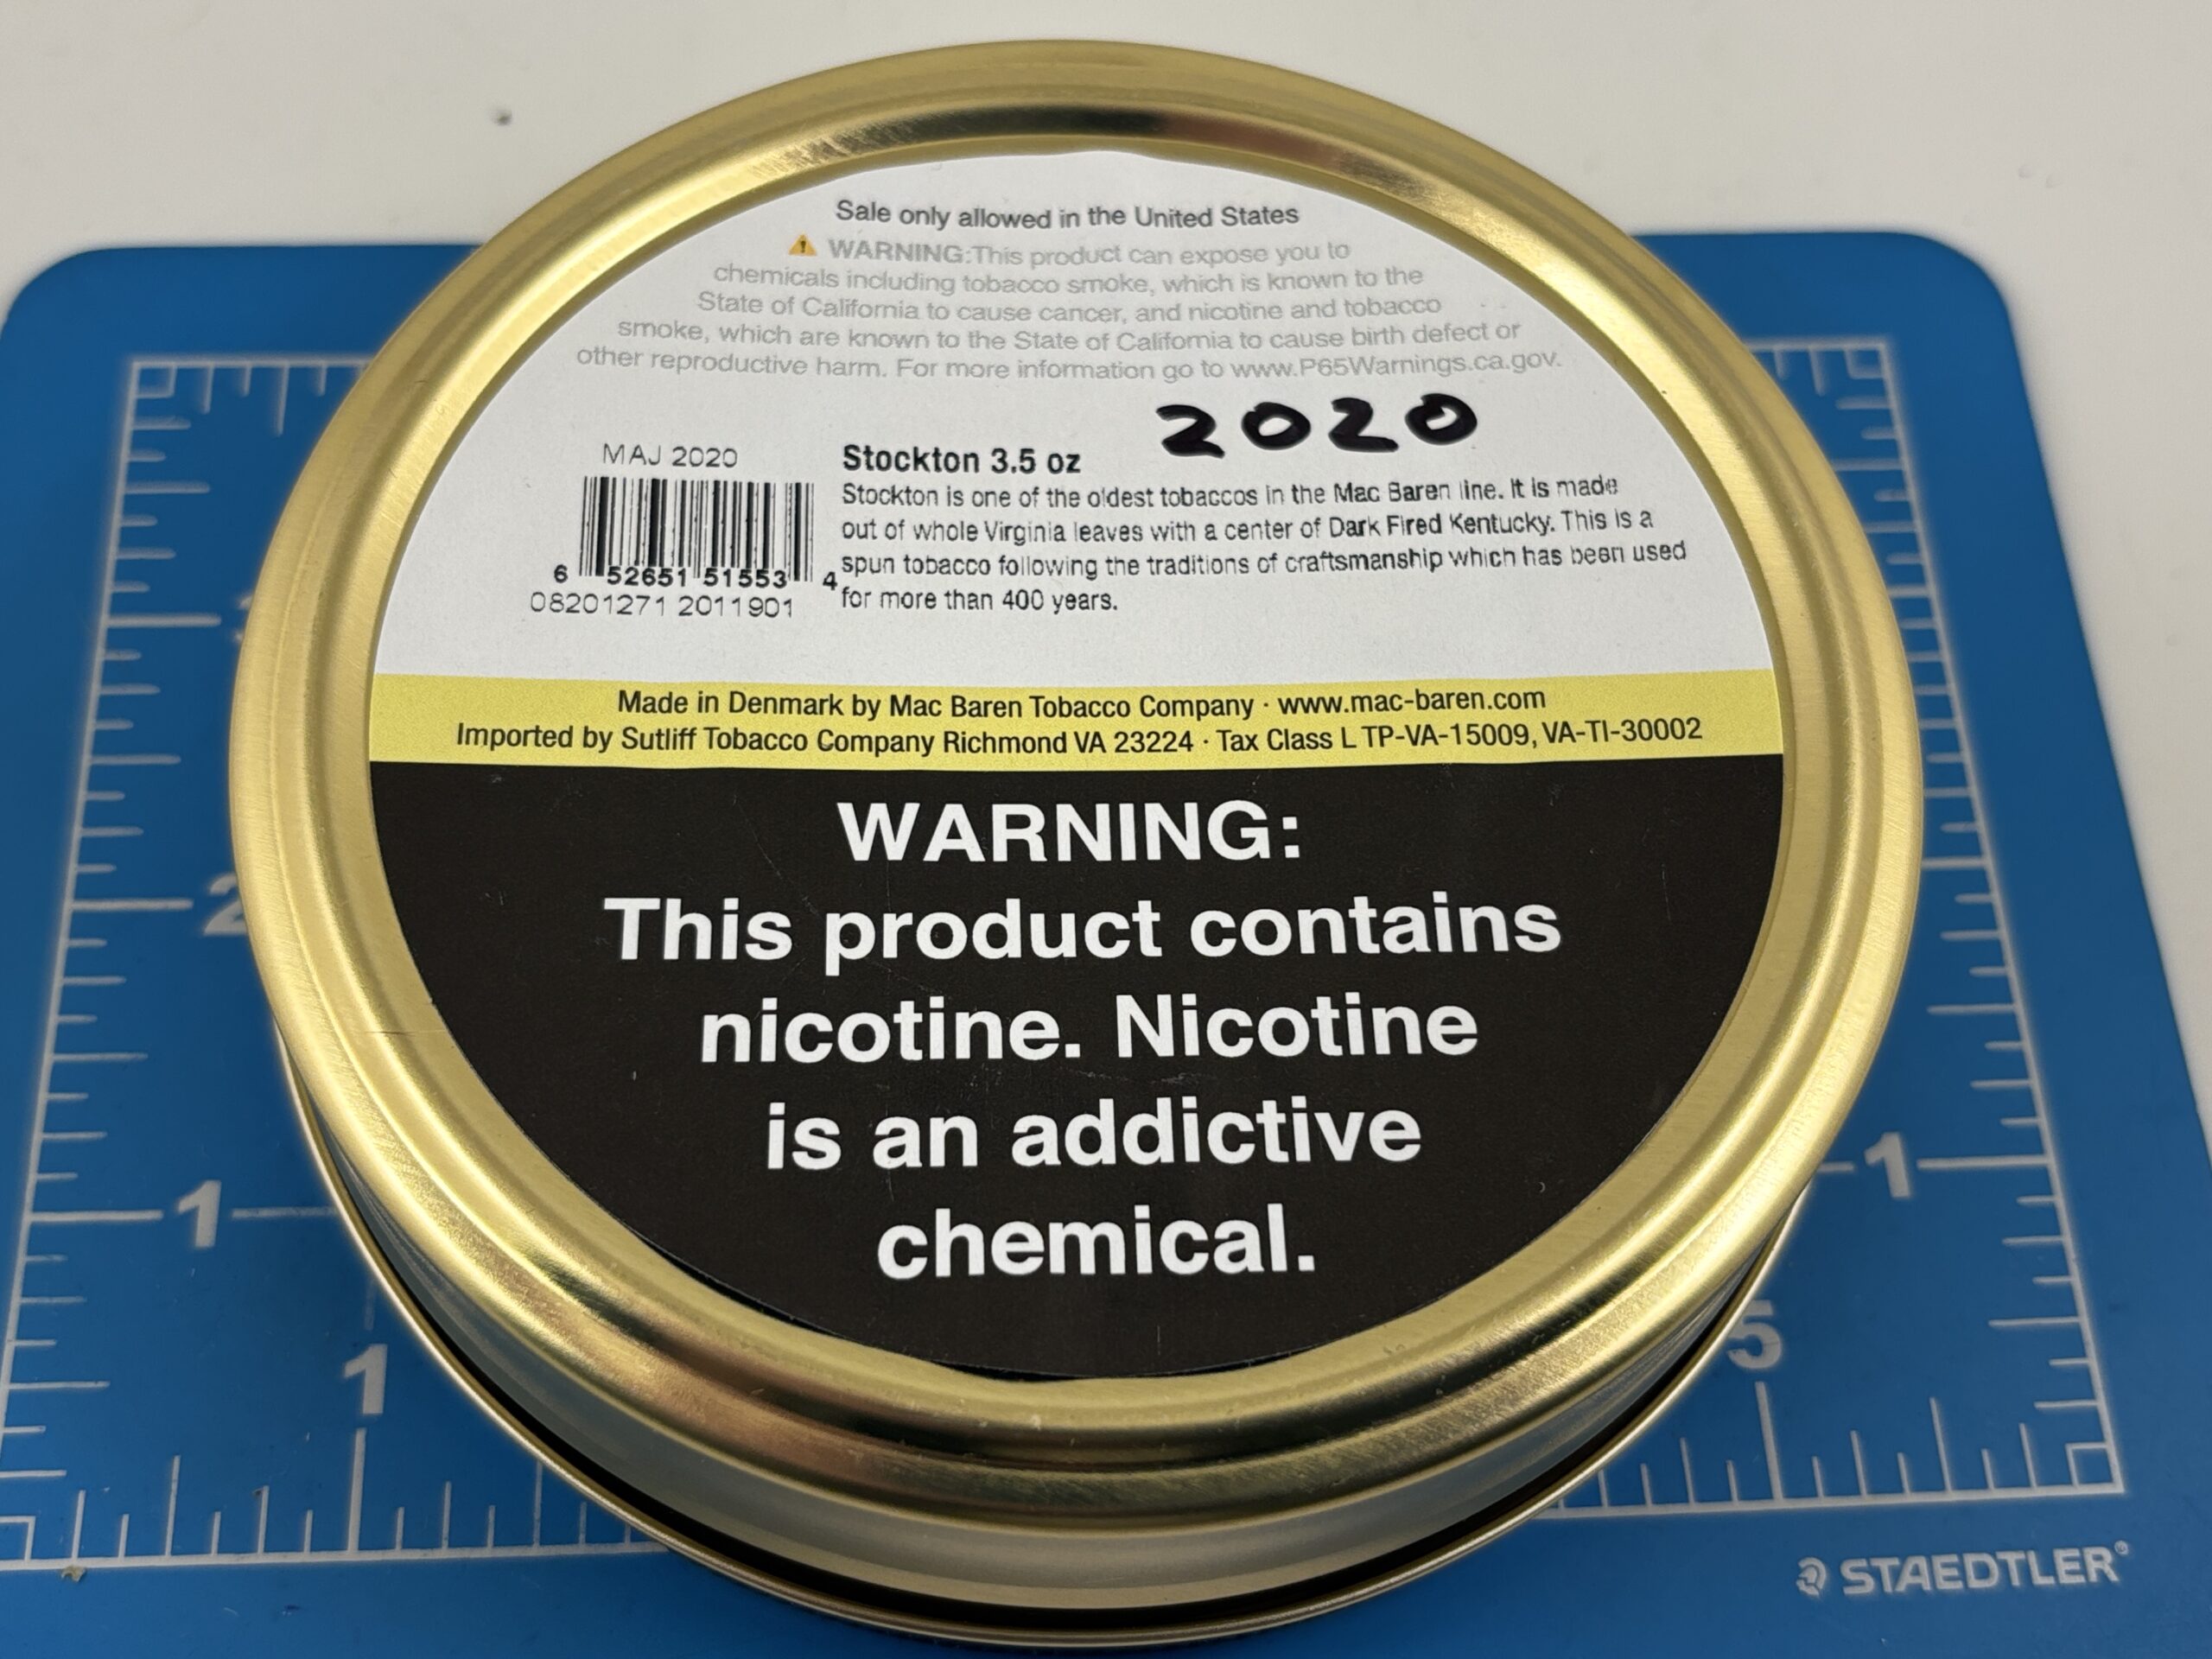 Sale only allowed in the United States
⚠ WARNING:This product can expose you to
chemicals including tobacco smoke, which is known to the
State of California to cause cancer, and nicotine and tobacco
smoke, which are known to the State of California to cause birth defect or
other reproductive harm. For more information go to www.P65Warnings.ca.gov.
2020
MAJ 2020
6 52651 51553 4
08201271 2011901
Stockton 3.5 oz
Stockton is one of the oldest tobaccos in the Mac Baren line. It is made
out of whole Virginia leaves with a center of Dark Fired Kentucky. This is a
spun tobacco following the traditions of craftsmanship which has been used
for more than 400 years.
Made in Denmark by Mac Baren Tobacco Company · www.mac-baren.com
Imported by Sutliff Tobacco Company Richmond VA 23224 · Tax Class L TP-VA-15009, VA-TI-30002
WARNING:
This product contains
nicotine. Nicotine
is an addictive
chemical.
2
1
1
1
5
STAEDTLER®